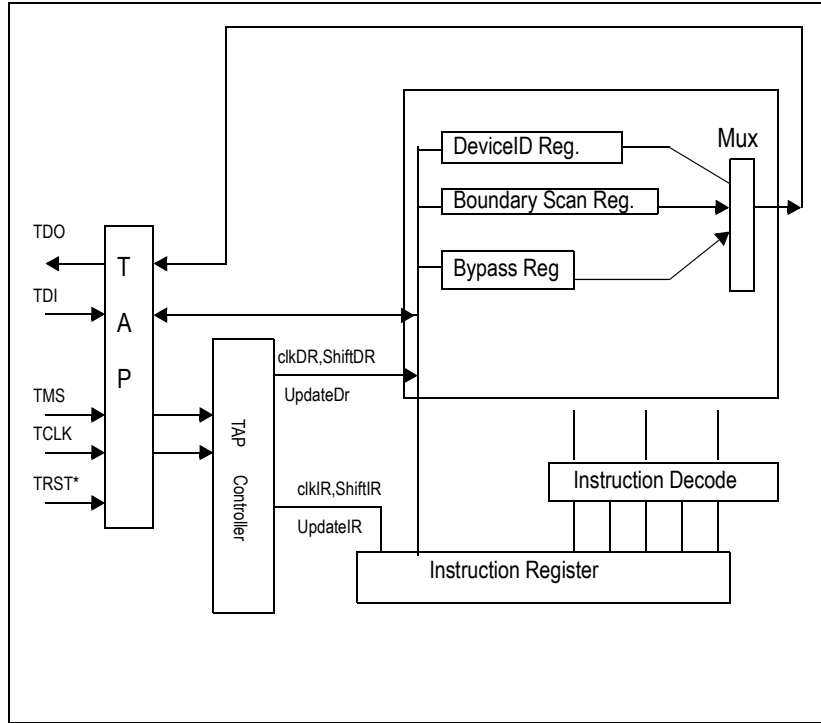 DeviceID Reg.
Mux
Boundary Scan Reg.
Bypass Reg
TDO
TDI
TMS
TCLK
TRST*
T
A
P
TAP
Controller
clkDR,ShiftDR
UpdateDr
clkIR,ShiftIR
UpdateIR
Instruction Decode
Instruction Register